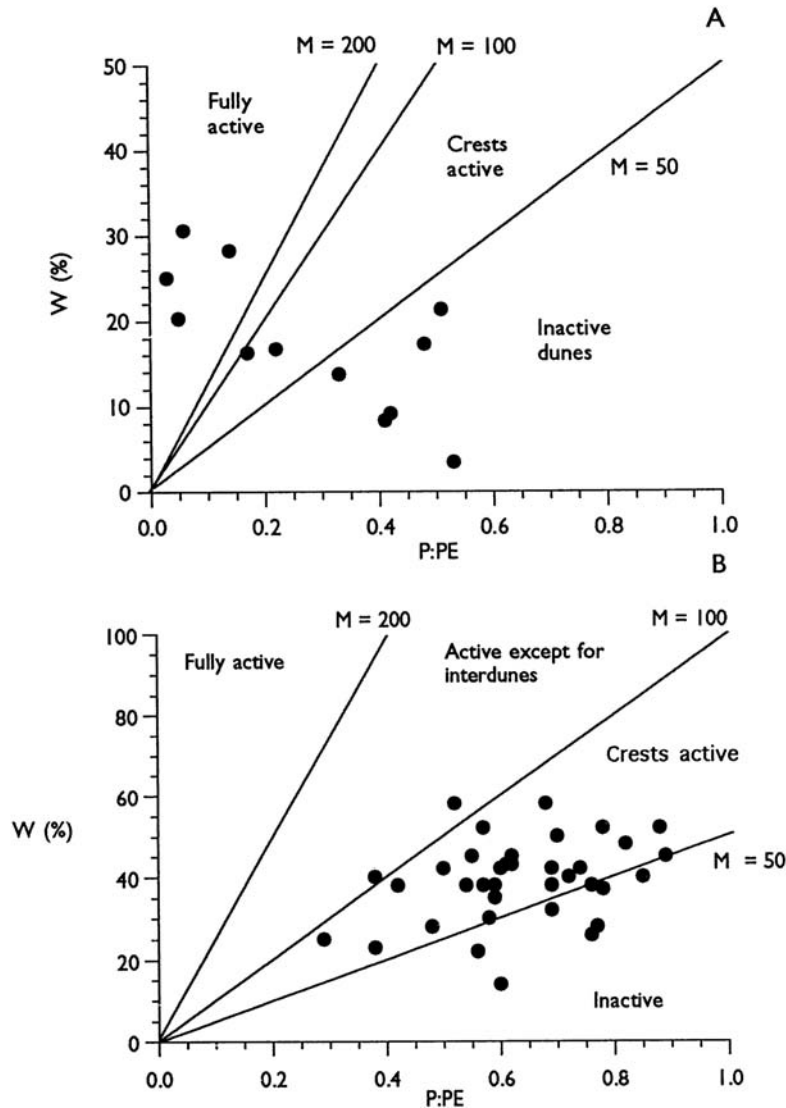 A
M = 200
M = 100
50
Fully
active
40
Crests
active
M = 50
30
W (%)
20
Inactive
dunes
10
0
0.0 0.2 0.4 0.6 0.8 1.0
P:PE
B
M = 200
M = 100
100
Fully active
Active except for
interdunes
80
Crests active
60
W (%)
40
M = 50
20
Inactive
0
0.0 0.2 0.4 0.6 0.8 1.0
P:PE